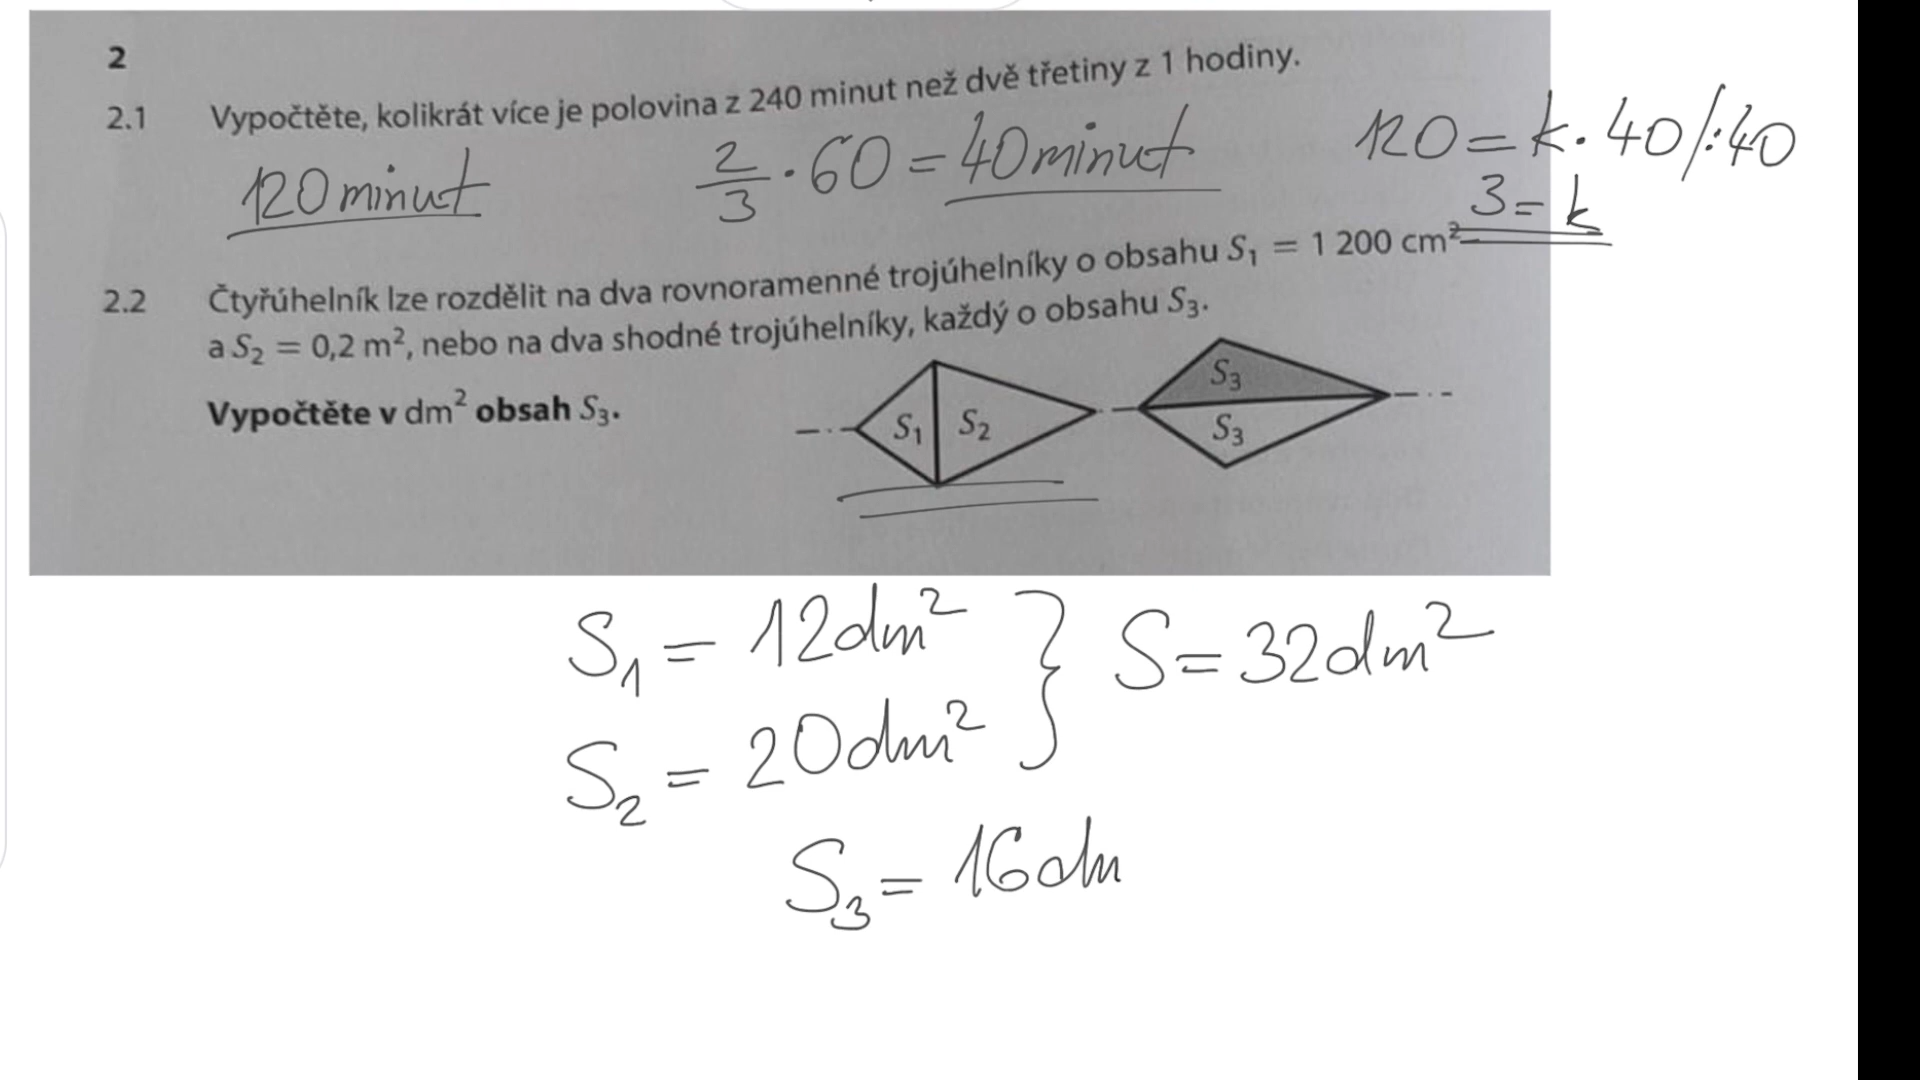 2
2.1 Vypočtěte, kolikrát více je polovina z 240 minut než dvě třetiny z 1 hodiny.
120 minut
2/3 · 60 = 40 minut
120 = k · 40 /:40
3 = k
2.2 Čtyřúhelník lze rozdělit na dva rovnoramenné trojúhelníky o obsahu S₁ = 1 200 cm²
a S₂ = 0,2 m², nebo na dva shodné trojúhelníky, každý o obsahu S₃.
Vypočtěte v dm² obsah S₃.
S₁ S₂
S₃
S₃
S₁ = 12dm² } S = 32dm²
S₂ = 20dm²
S₃ = 16dm